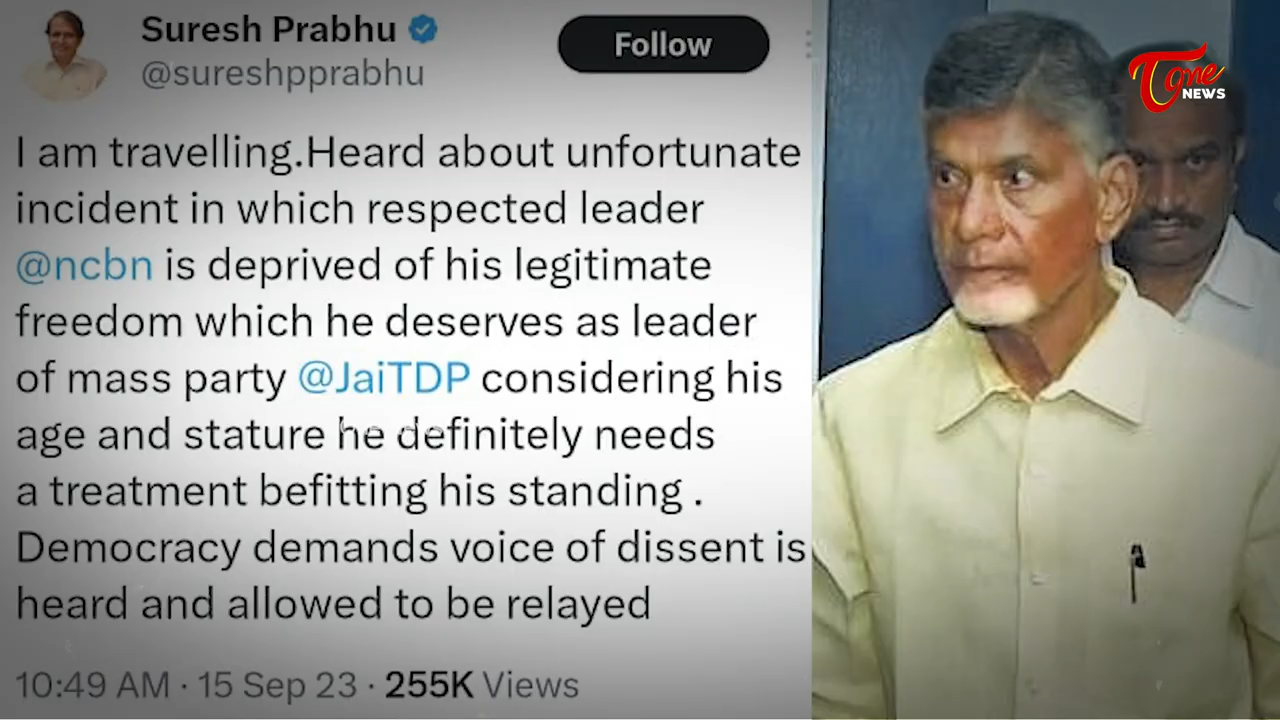 Suresh Prabhu
@sureshpprabhu
Follow
I am travelling.Heard about unfortunate
incident in which respected leader
@ncbn is deprived of his legitimate
freedom which he deserves as leader
of mass party @JaiTDP considering his
age and stature he definitely needs
a treatment befitting his standing .
Democracy demands voice of dissent is
heard and allowed to be relayed
10:49 AM · 15 Sep 23 · 255K Views
Tone
NEWS